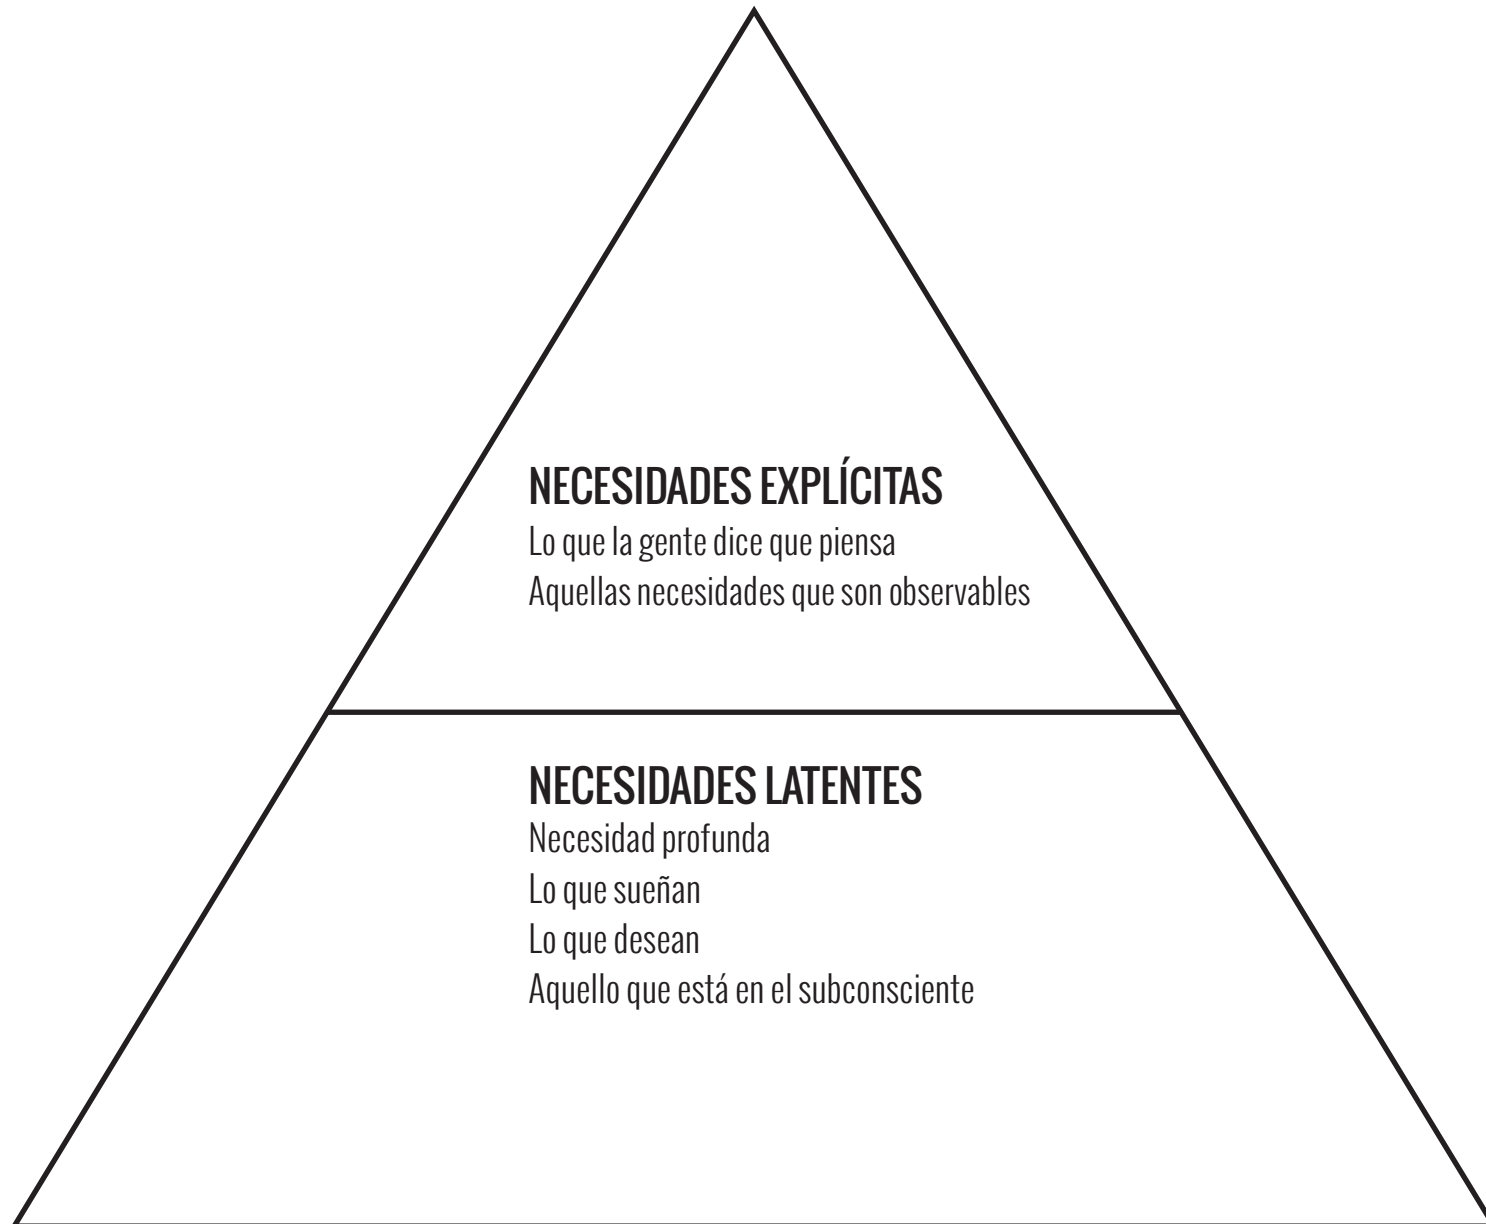 NECESIDADES EXPLÍCITAS
Lo que la gente dice que piensa
Aquellas necesidades que son observables
NECESIDADES LATENTES
Necesidad profunda
Lo que sueñan
Lo que desean
Aquello que está en el subconsciente